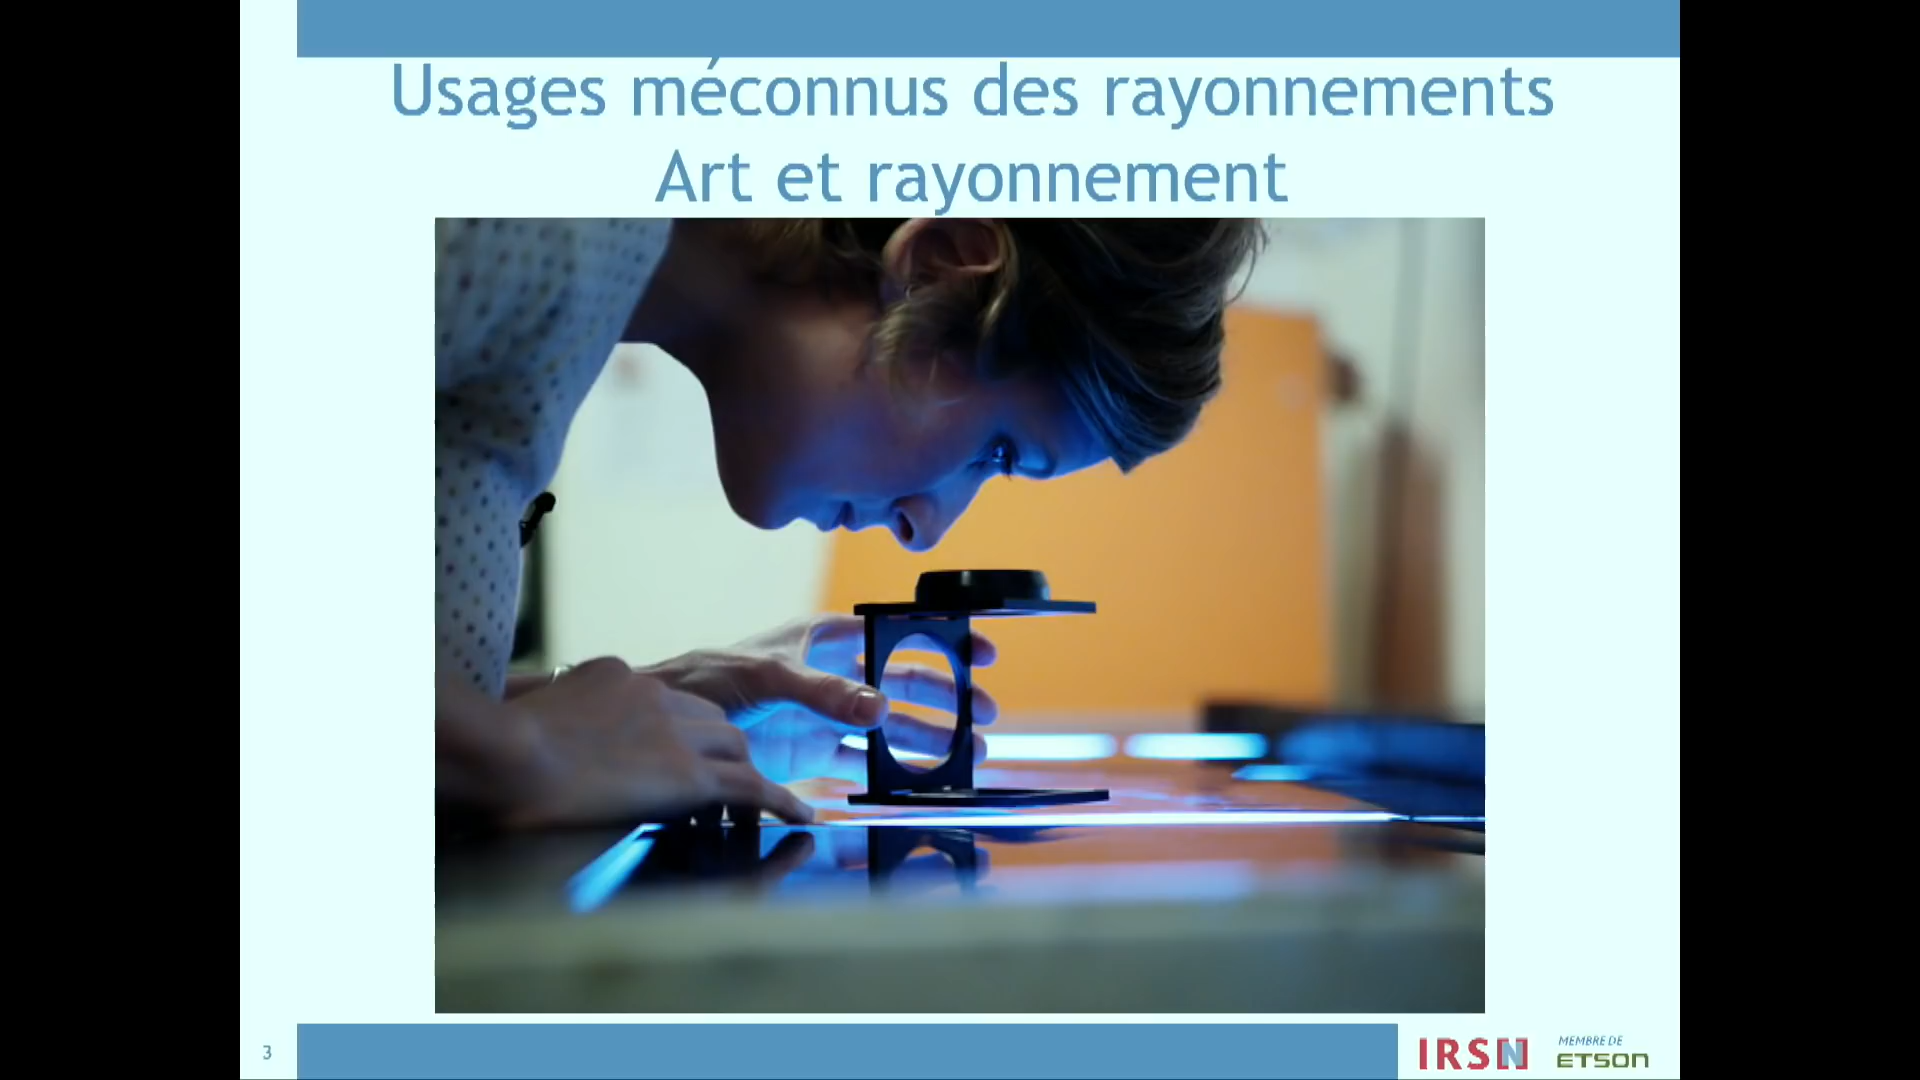 Usages méconnus des rayonnements
Art et rayonnement
3
IRSN
MEMBRE DE
ETSON